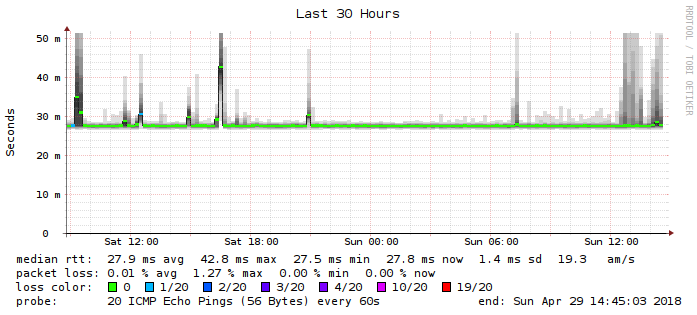 Last 30 Hours
RRDTOOL / TOBI OETIKER
Seconds
50 m
40 m
30 m
20 m
10 m
0
Sat 12:00 Sat 18:00 Sun 00:00 Sun 06:00 Sun 12:00
median rtt: 27.9 ms avg 42.8 ms max 27.5 ms min 27.8 ms now 1.4 ms sd 19.3 am/s
packet loss: 0.01 % avg 1.27 % max 0.00 % min 0.00 % now
loss color: 0 1/20 2/20 3/20 4/20 10/20 19/20
probe: 20 ICMP Echo Pings (56 Bytes) every 60s end: Sun Apr 29 14:45:03 2018